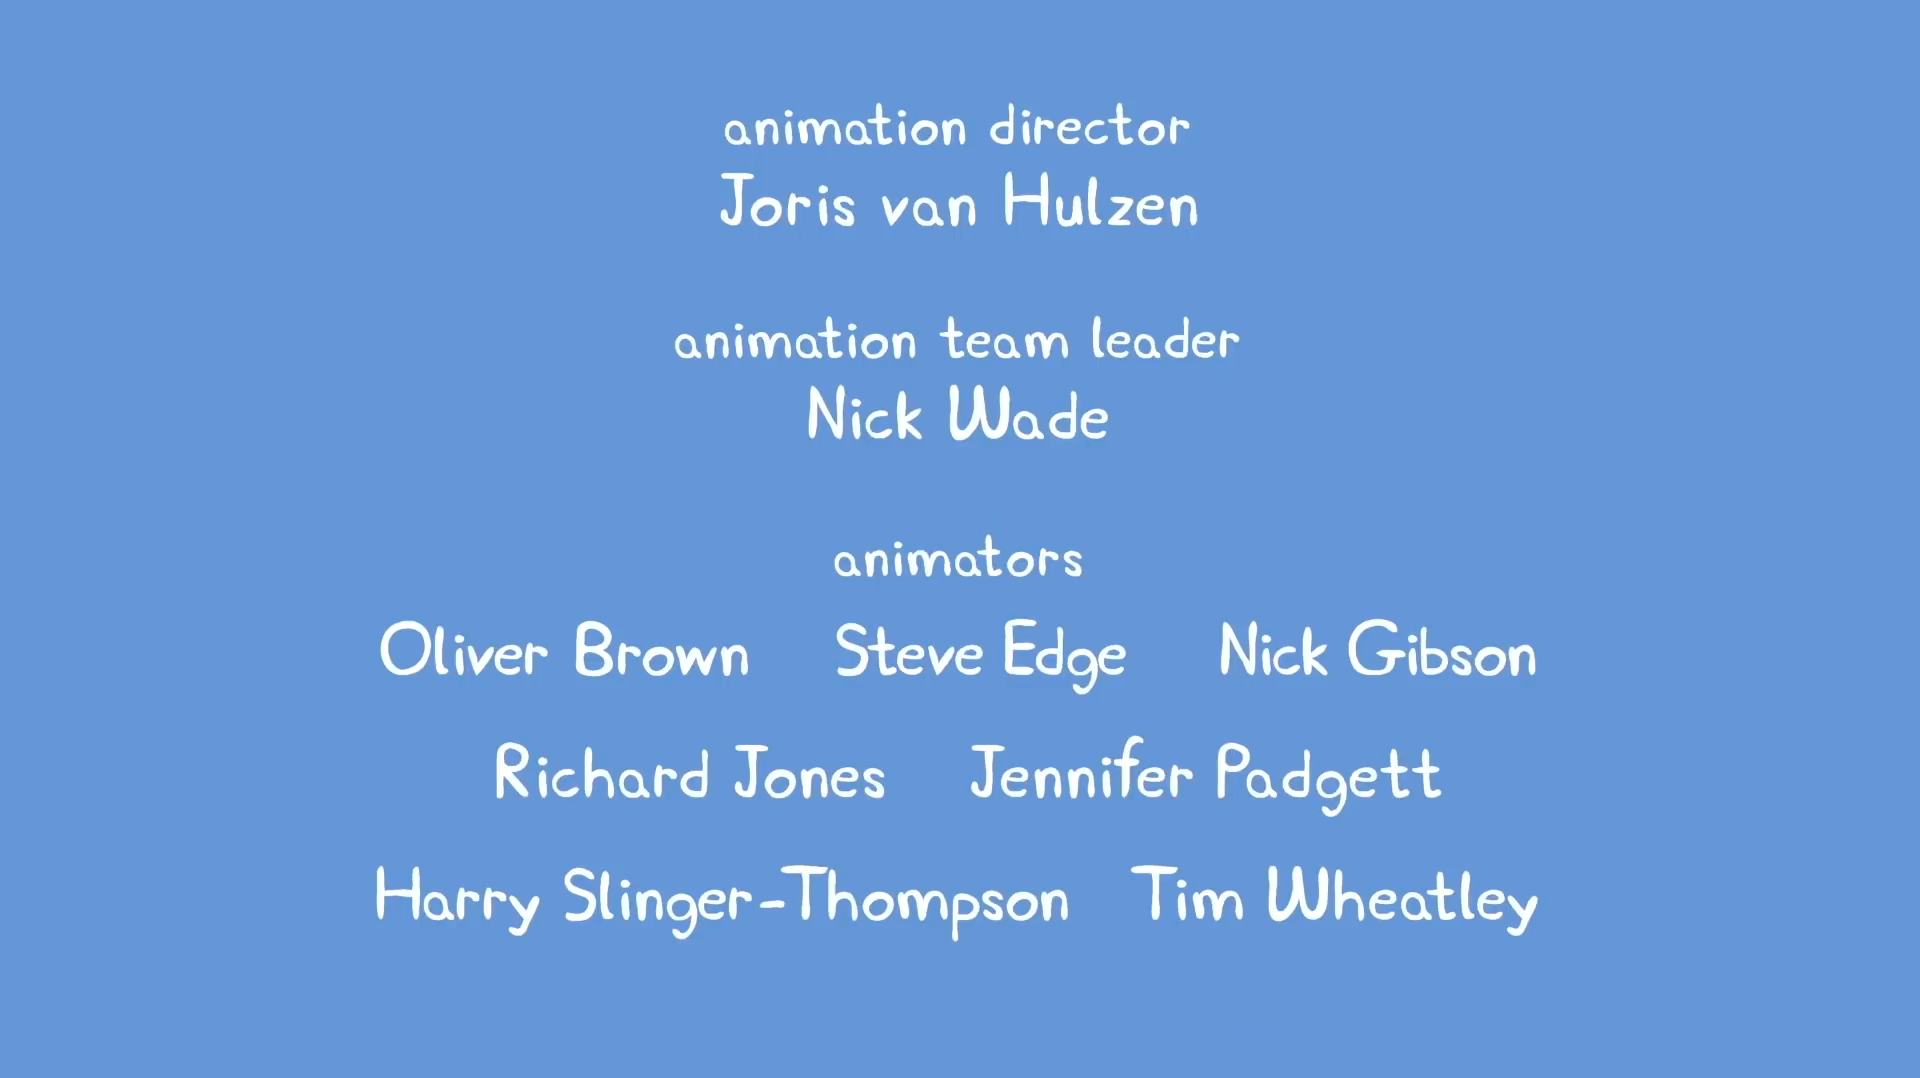 animation director
Joris van Hulzen
animation team leader
Nick Wade
animators
Oliver Brown Steve Edge Nick Gibson
Richard Jones Jennifer Padgett
Harry Slinger-Thompson Tim Wheatley